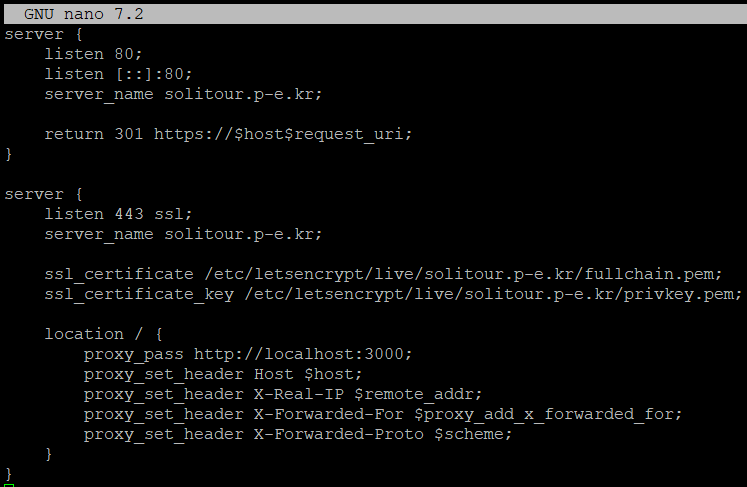 GNU nano 7.2
server {
    listen 80;
    listen [::]:80;
    server_name solitour.p-e.kr;

    return 301 https://$host$request_uri;
}

server {
    listen 443 ssl;
    server_name solitour.p-e.kr;

    ssl_certificate /etc/letsencrypt/live/solitour.p-e.kr/fullchain.pem;
    ssl_certificate_key /etc/letsencrypt/live/solitour.p-e.kr/privkey.pem;

    location / {
        proxy_pass http://localhost:3000;
        proxy_set_header Host $host;
        proxy_set_header X-Real-IP $remote_addr;
        proxy_set_header X-Forwarded-For $proxy_add_x_forwarded_for;
        proxy_set_header X-Forwarded-Proto $scheme;
    }
}